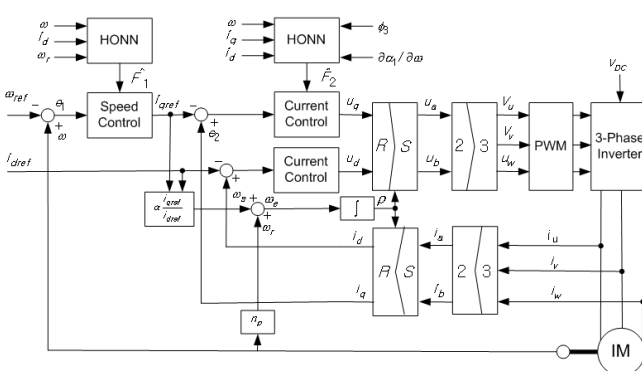 ω
i_d
ω_r
HONN
F̂_1
ω
i_q
i_d
HONN
ϕ_3
∂α_1/∂ω
F̂_2
V_DC
ω_ref
−
e_1
+
ω
Speed Control
i_qref
−
+
e_2
Current Control
u_q
R S
u_a
2 3
V_u
V_v
u_w
PWM
3-Phase Inverter
i_dref
−
+
Current Control
u_d
u_b
α i_qref / i_dref
ω_s +
ω_e
+
ω_r
∫
ρ
i_d
R S
i_a
2 3
i_u
i_v
i_q
i_b
i_w
n_p
IM